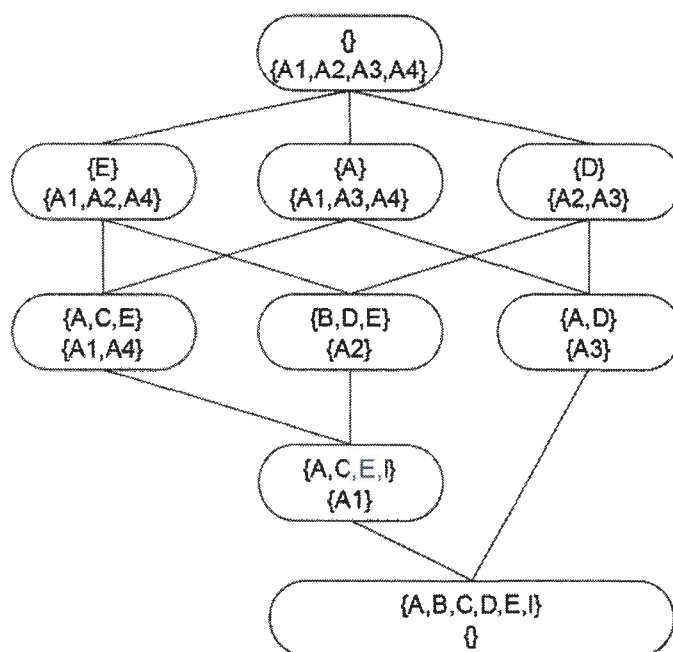 {}
{A1,A2,A3,A4}
{E}
{A1,A2,A4}
{A}
{A1,A3,A4}
{D}
{A2,A3}
{A,C,E}
{A1,A4}
{B,D,E}
{A2}
{A,D}
{A3}
{A,C,E,I}
{A1}
{A,B,C,D,E,I}
{}